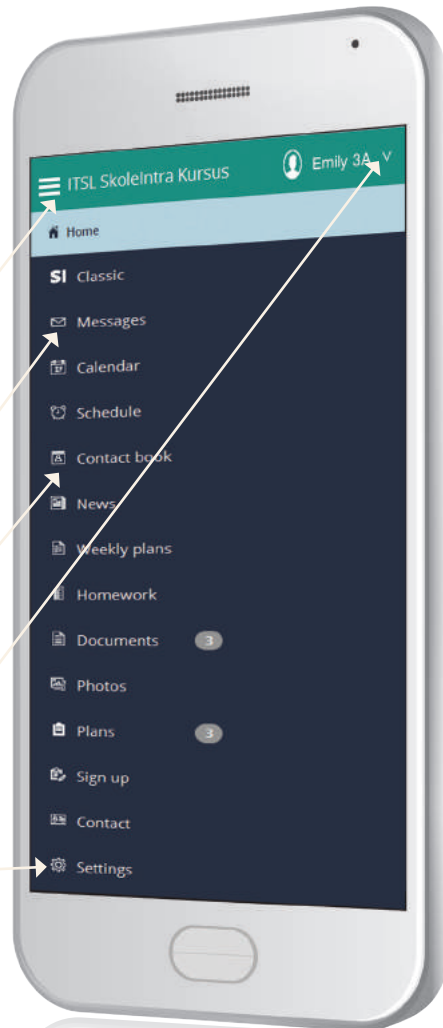 ITSL SkoleIntra Kursus Emily 3A
Home
SI Classic
Messages
Calendar
Schedule
Contact book
News
Weekly plans
Homework
Documents 3
Photos
Plans 3
Sign up
Contact
Settings